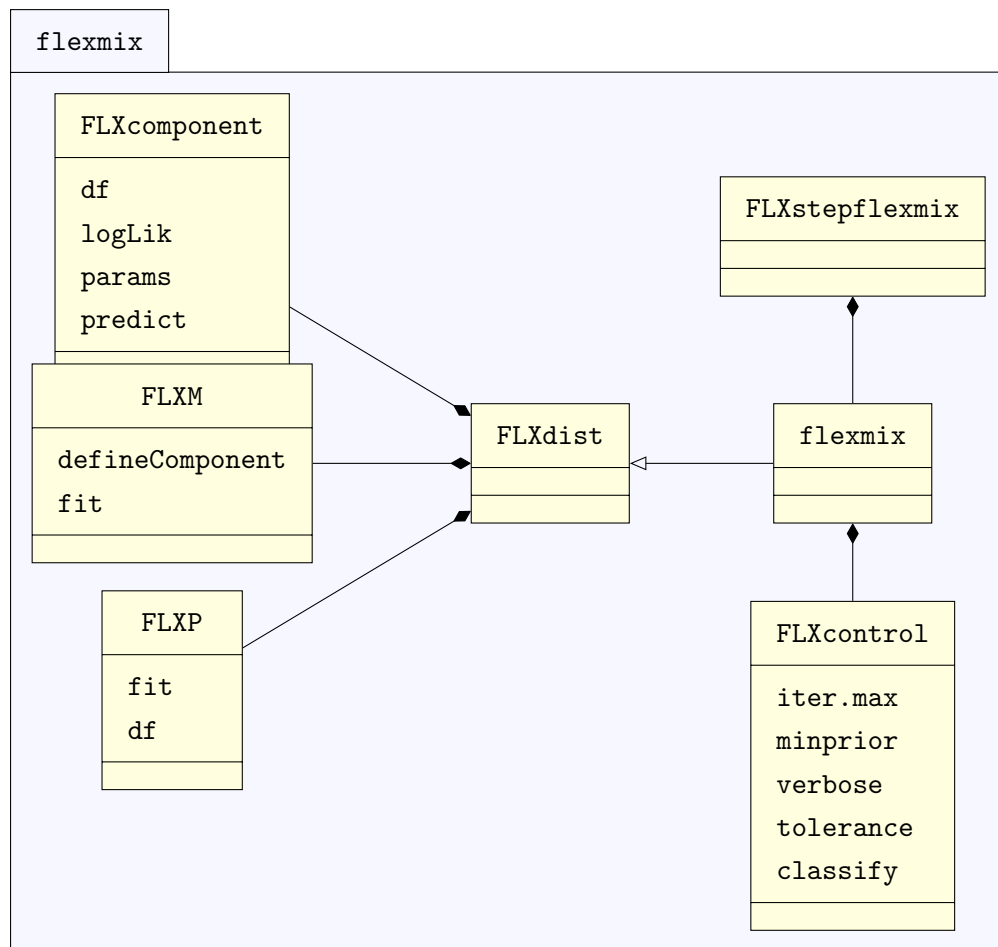 flexmix
FLXcomponent
df
logLik
params
predict
FLXM
defineComponent
fit
FLXP
fit
df
FLXdist
FLXstepflexmix
flexmix
FLXcontrol
iter.max
minprior
verbose
tolerance
classify